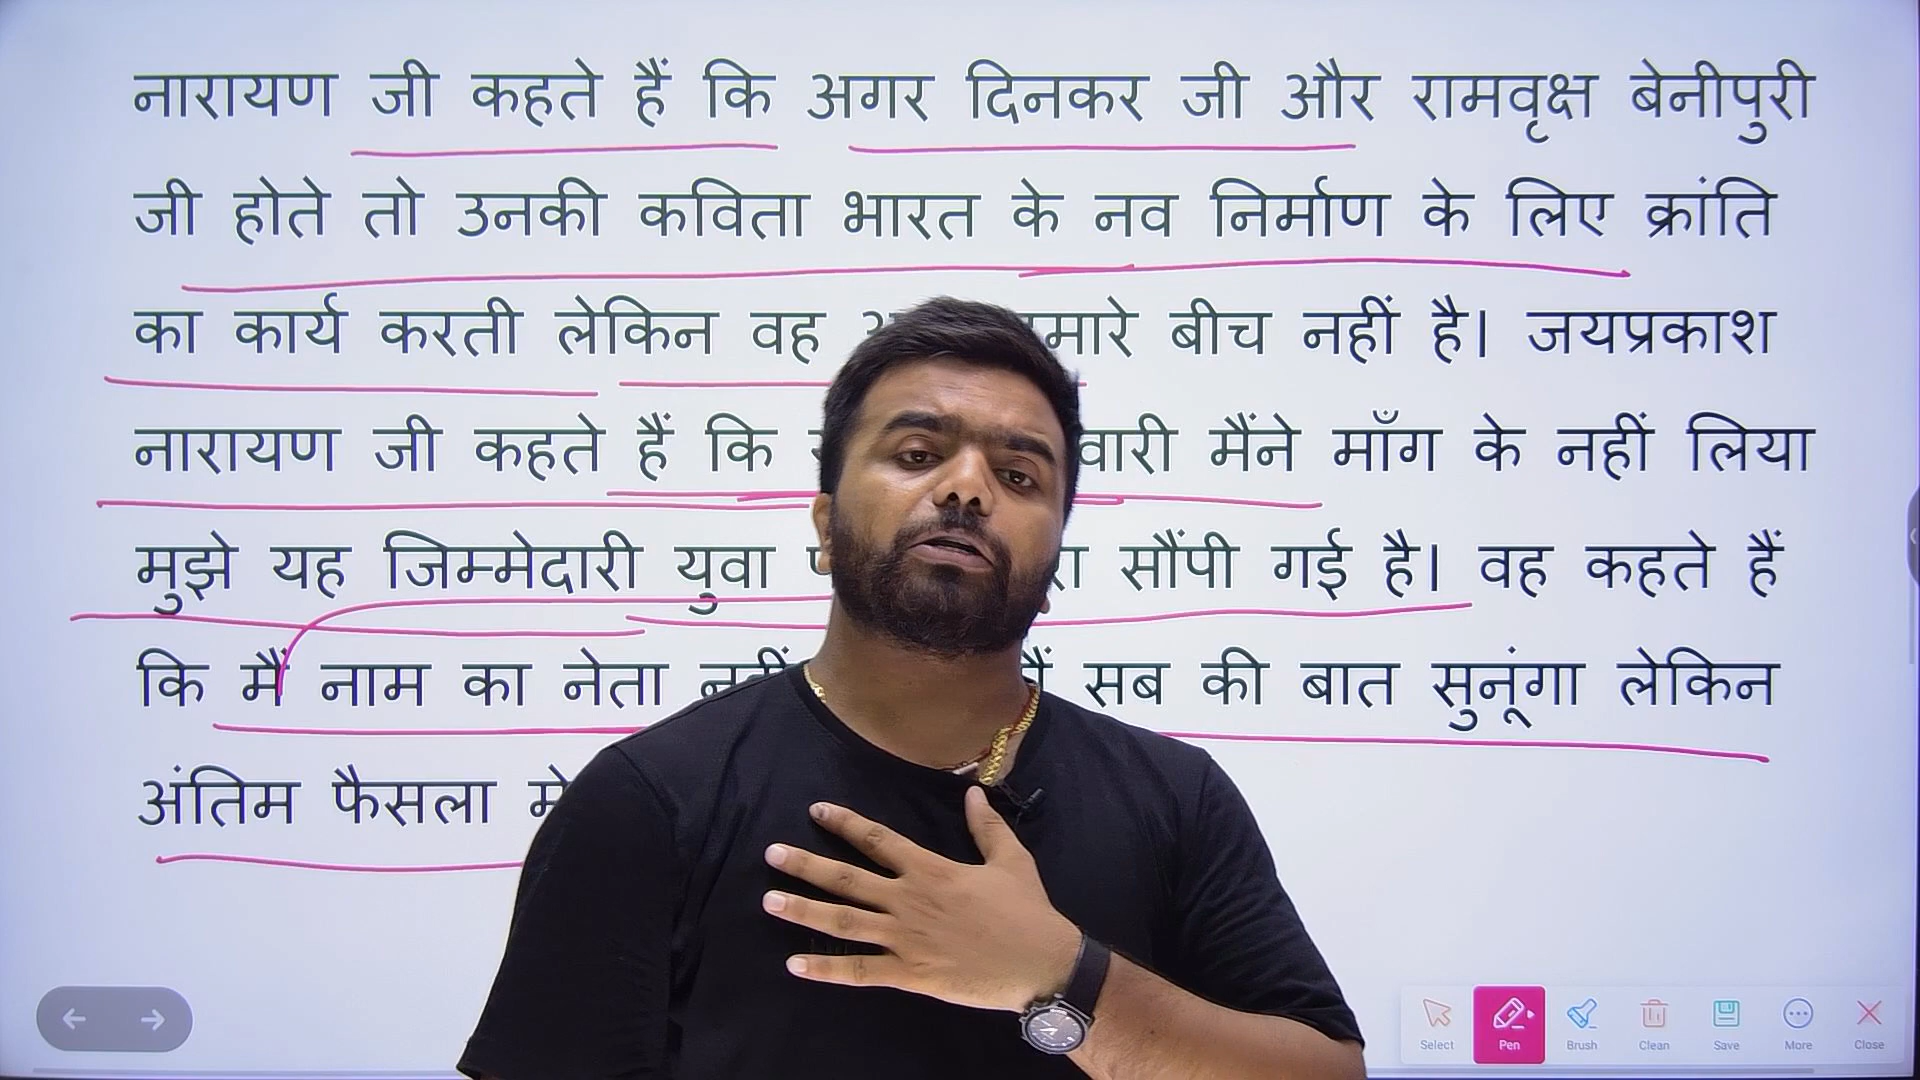 नारायण जी कहते हैं कि अगर दिनकर जी और रामवृक्ष बेनीपुरी
जी होते तो उनकी कविता भारत के नव निर्माण के लिए क्रांति
का कार्य करती लेकिन वह बीच नहीं है। जयप्रकाश
नारायण जी कहते हैं कि मैंने माँग के नहीं लिया
मुझे यह जिम्मेदारी युवा सौंपी गई है। वह कहते हैं
कि मैं नाम का नेता सब की बात सुनूंगा लेकिन
अंतिम फैसला
Select Pen Brush Clean Save More Close